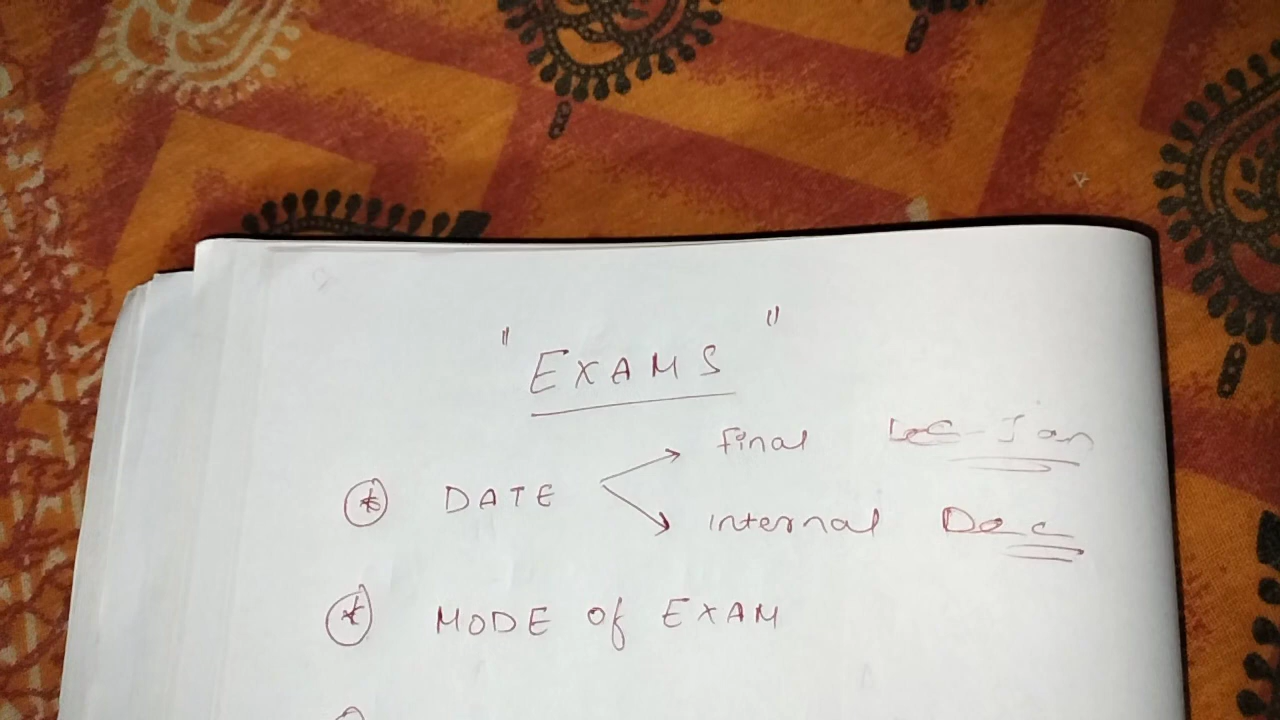 " EXAMS "
final Dec-Jan
DATE
internal Dec
MODE of EXAM